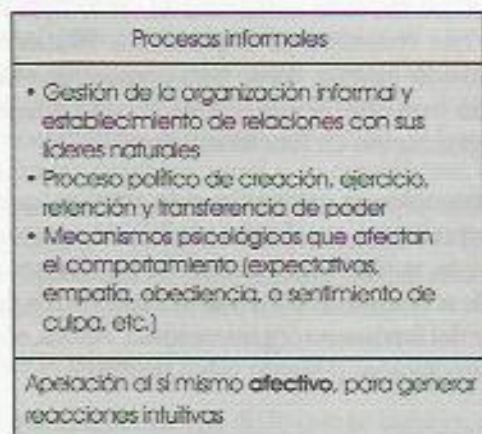 Procesos informales
• Gestión de la organización informal y
establecimiento de relaciones con sus
líderes naturales
• Proceso político de creación, ejercicio,
retención y transferencia de poder
• Mecanismos psicológicos que afectan
el comportamiento (expectativas,
empatía, obediencia, o sentimiento de
culpa, etc.)
Apelación al sí mismo afectivo, para generar
reacciones intuitivas